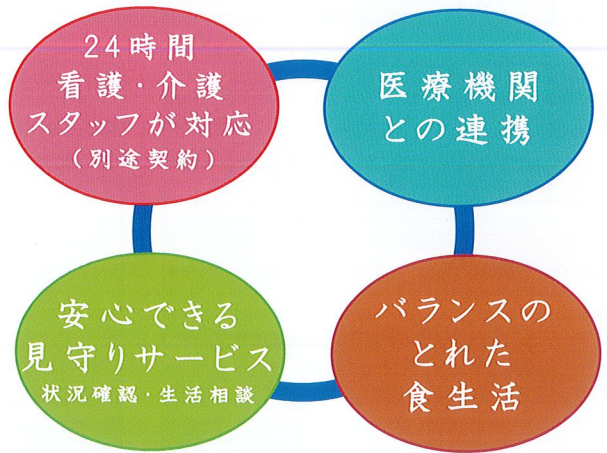 24時間
看護・介護
スタッフが対応
（別途契約）
医療機関
との連携
安心できる
見守りサービス
状況確認・生活相談
バランスの
とれた
食生活